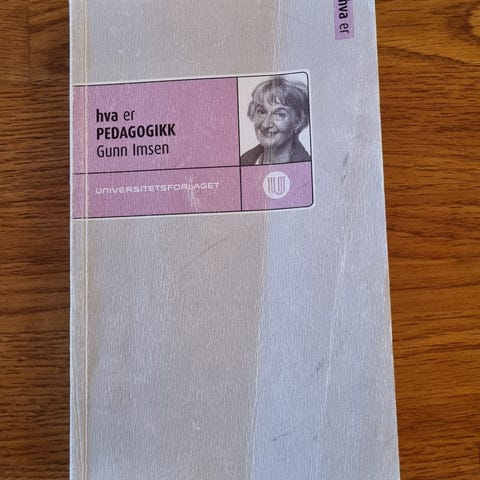 hva er
hva er
PEDAGOGIKK
Gunn Imsen
UNIVERSITETSFORLAGET